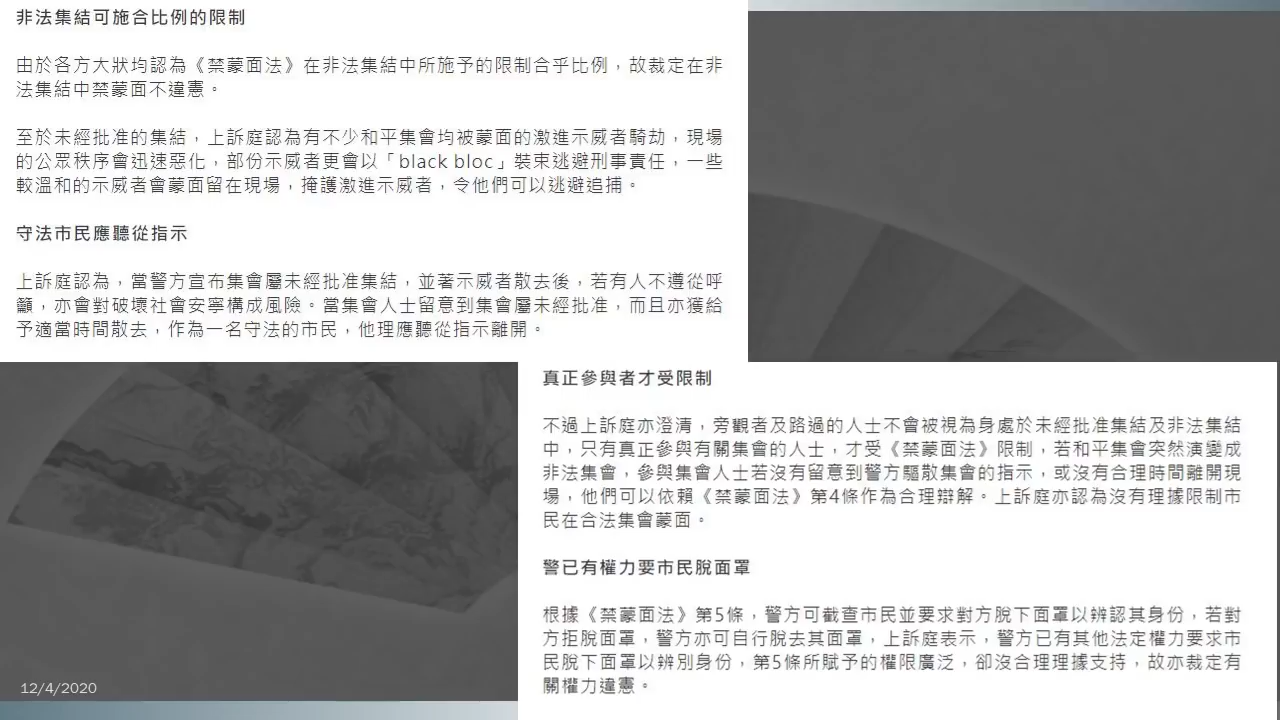 非法集結可施合比例的限制
由於各方大狀均認為《禁蒙面法》在非法集結中所施予的限制合乎比例，故裁定在非
法集結中禁蒙面不違憲。
至於未經批准的集結，上訴庭認為有不少和平集會均被蒙面的激進示威者騎劫，現場
的公眾秩序會迅速惡化，部份示威者更會以「black bloc」裝束逃避刑事責任，一些
較溫和的示威者會蒙面留在現場，掩護激進示威者，令他們可以逃避追捕。
守法市民應聽從指示
上訴庭認為，當警方宣布集會屬未經批准集結，並著示威者散去後，若有人不遵從呼
籲，亦會對破壞社會安寧構成風險。當集會人士留意到集會屬未經批准，而且亦獲給
予適當時間散去，作為一名守法的市民，他理應聽從指示離開。
真正參與者才受限制
不過上訴庭亦澄清，旁觀者及路過的人士不會被視為身處於未經批准集結及非法集結
中，只有真正參與有關集會的人士，才受《禁蒙面法》限制，若和平集會突然演變成
非法集會，參與集會人士若沒有留意到警方驅散集會的指示，或沒有合理時間離開現
場，他們可以依賴《禁蒙面法》第4條作為合理辯解。上訴庭亦認為沒有理據限制市
民在合法集會蒙面。
警已有權力要市民脫面罩
根據《禁蒙面法》第5條，警方可截查市民並要求對方脫下面罩以辨認其身份，若對
方拒脫面罩，警方亦可自行脫去其面罩，上訴庭表示，警方已有其他法定權力要求市
民脫下面罩以辨別身份，第5條所賦予的權限廣泛，卻沒合理理據支持，故亦裁定有
關權力違憲。
12/4/2020